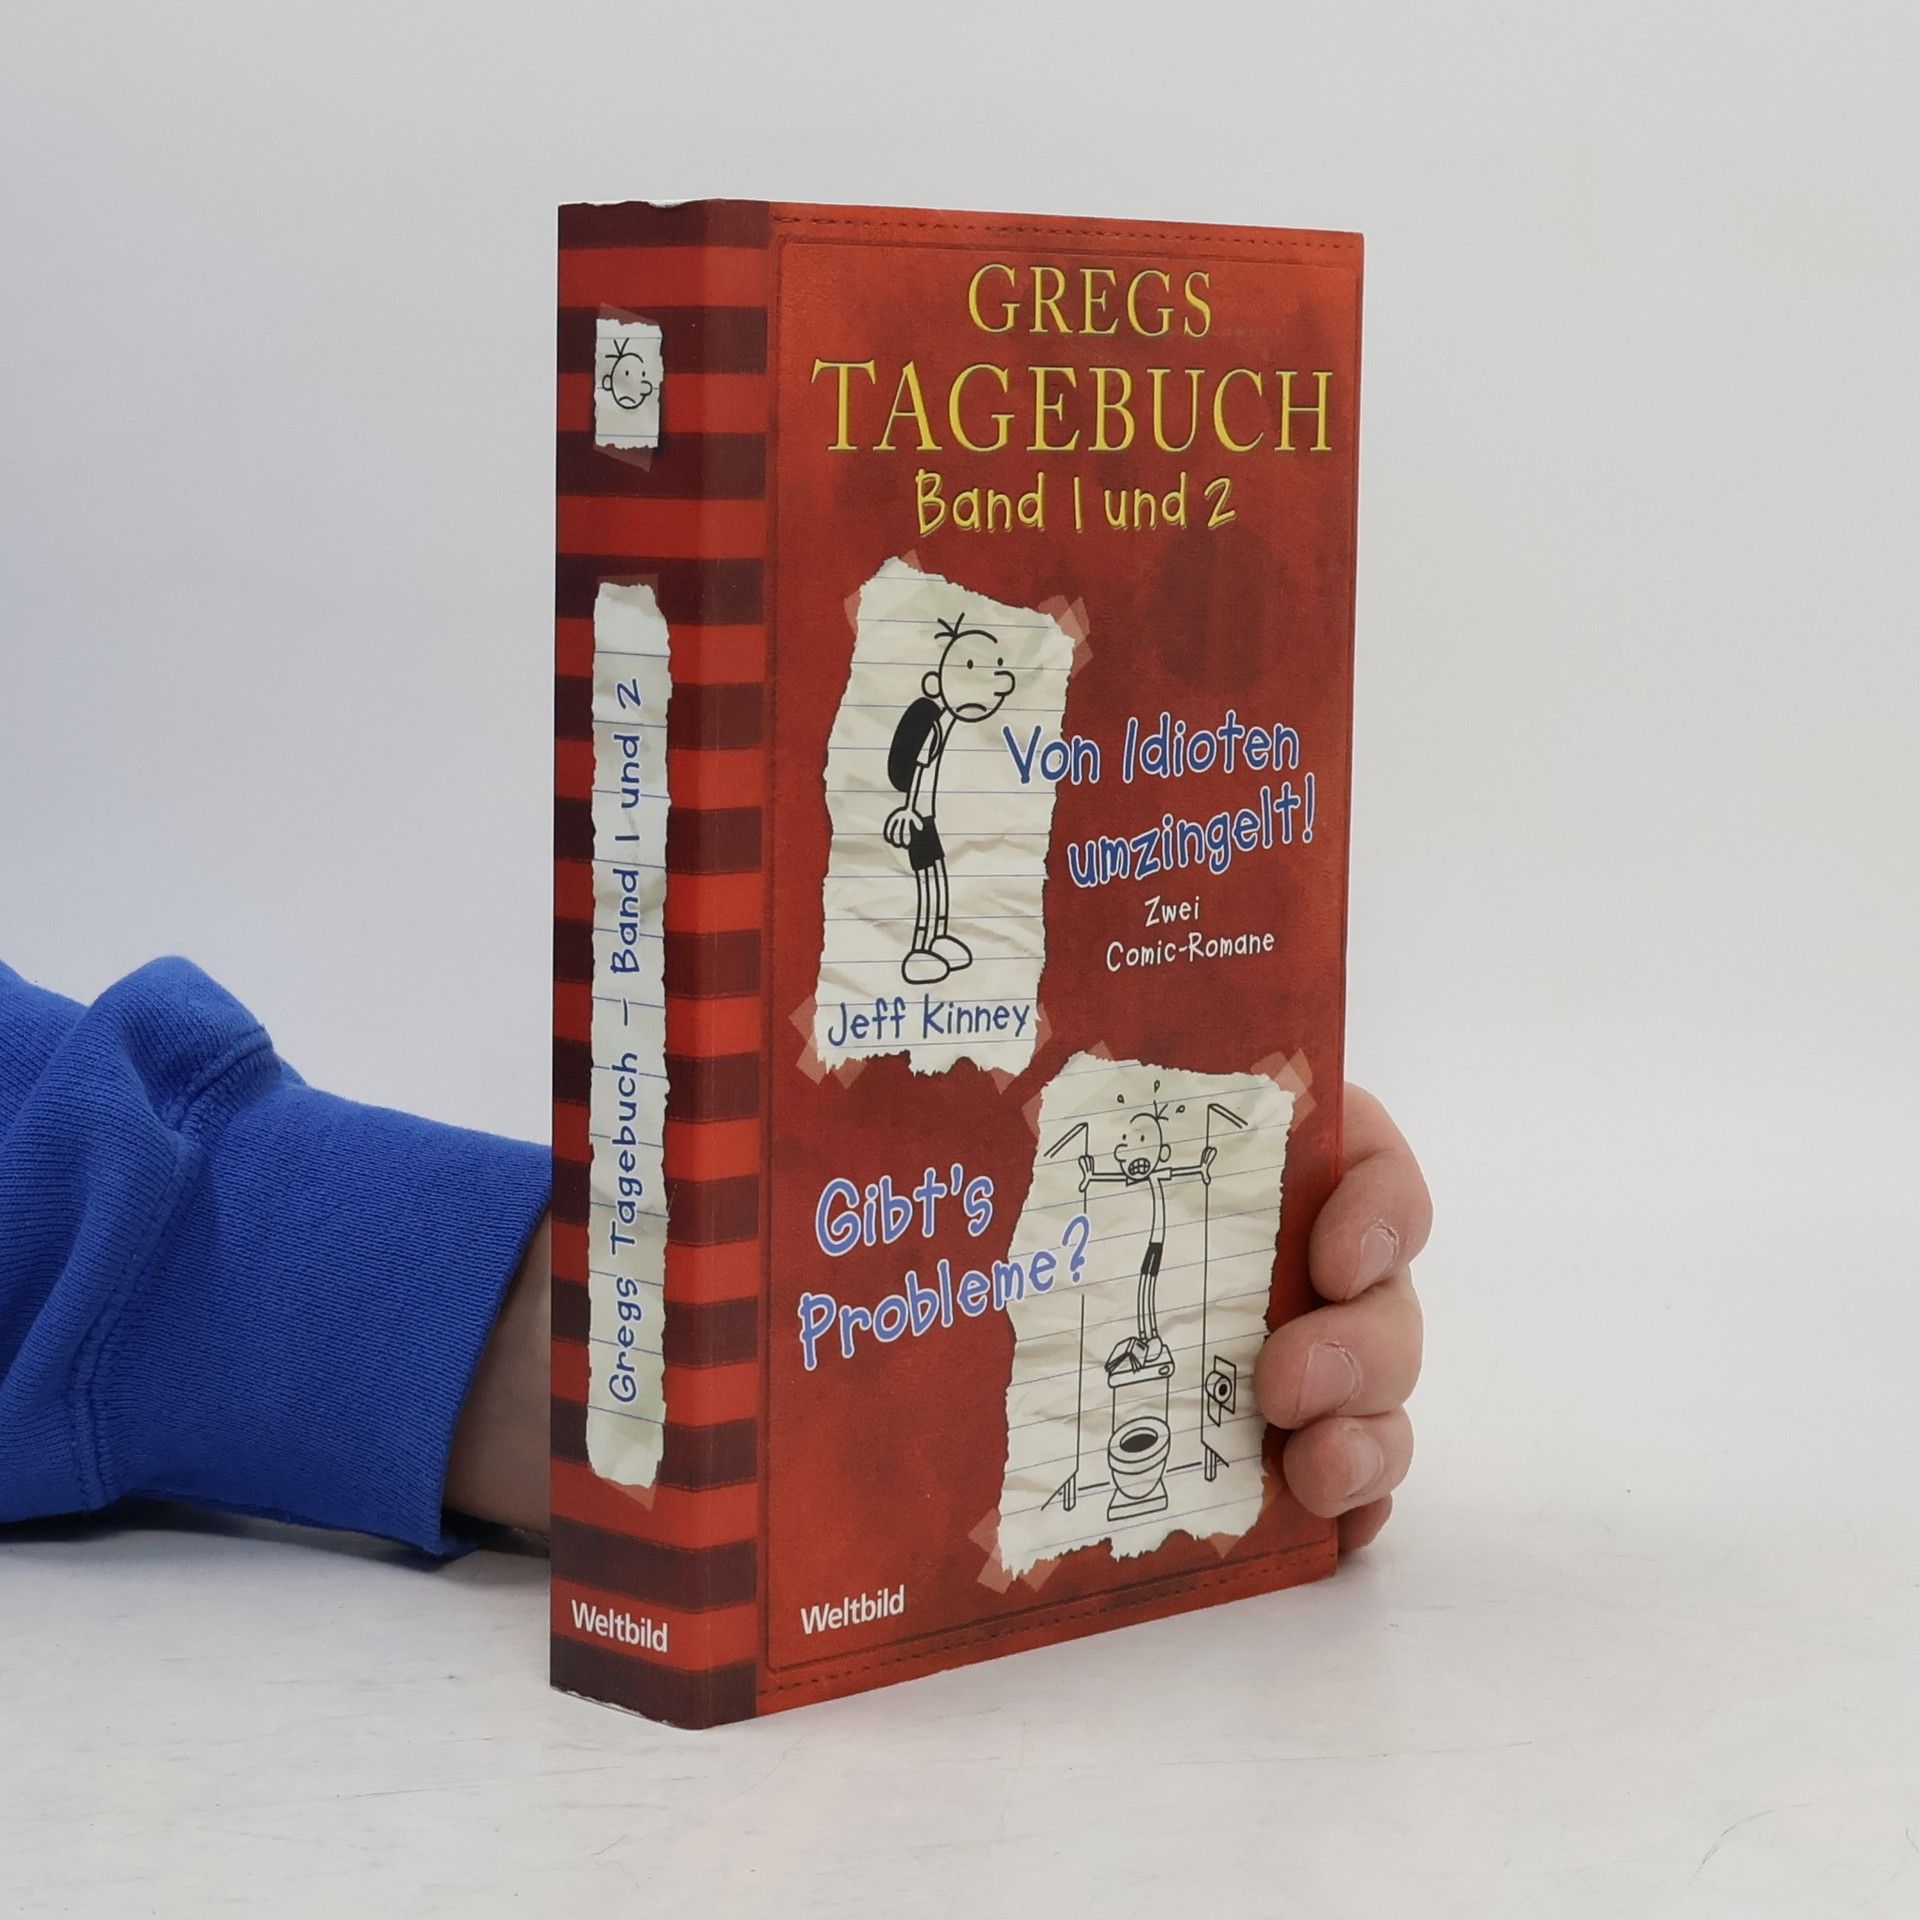 GREGS
TAGEBUCH
Band 1 und 2
Von Idioten
umzingelt!
Zwei
Comic-Romane
Jeff Kinney
Gibt's
Probleme?
Weltbild
Gregs Tagebuch – Band 1 und 2
Weltbild